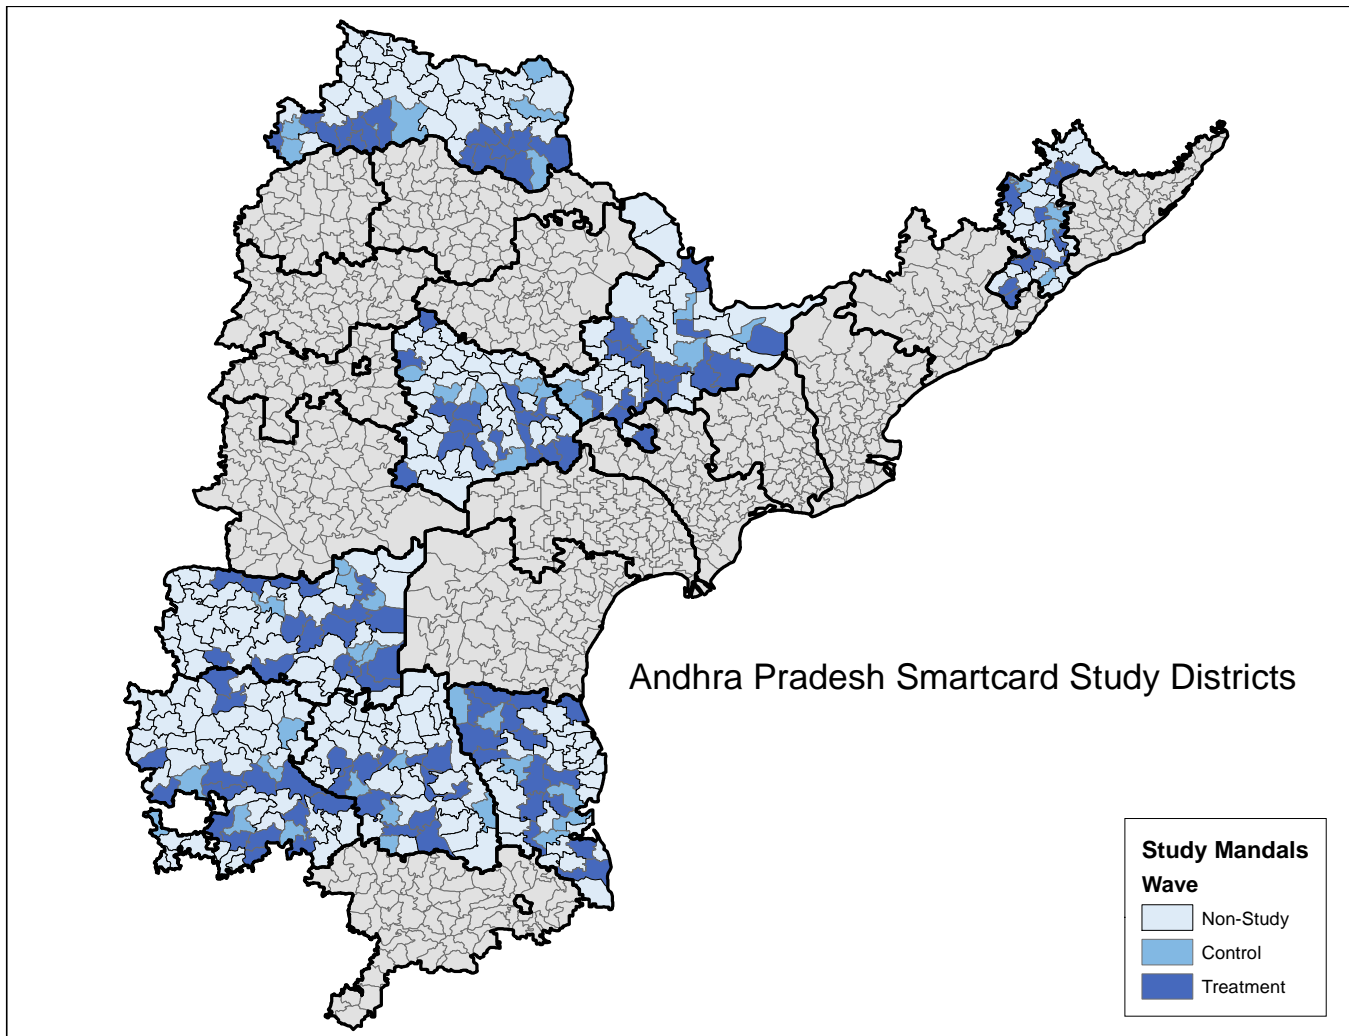 Andhra Pradesh Smartcard Study Districts
Study Mandals
Wave
Non-Study
Control
Treatment